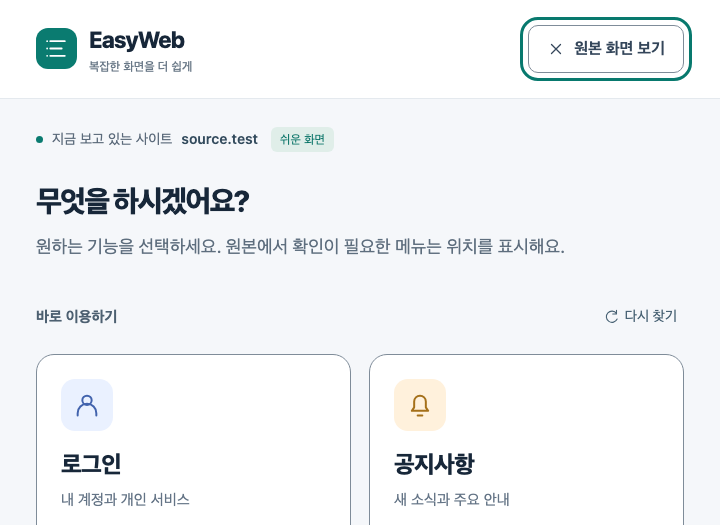 EasyWeb
복잡한 화면을 더 쉽게
원본 화면 보기
지금 보고 있는 사이트 source.test 쉬운 화면
무엇을 하시겠어요?
원하는 기능을 선택하세요. 원본에서 확인이 필요한 메뉴는 위치를 표시해요.
바로 이용하기
다시 찾기
로그인
내 계정과 개인 서비스
공지사항
새 소식과 주요 안내